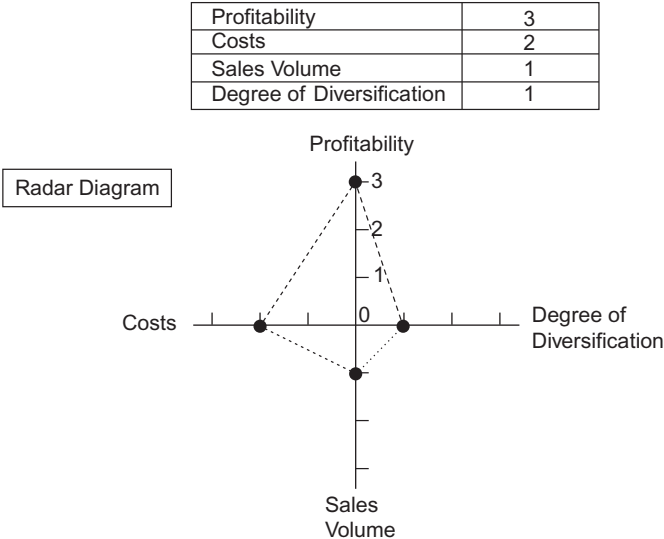 Profitability 3
Costs 2
Sales Volume 1
Degree of Diversification 1
Profitability
Radar Diagram
3
2
1
0
Costs
Degree of
Diversification
Sales
Volume